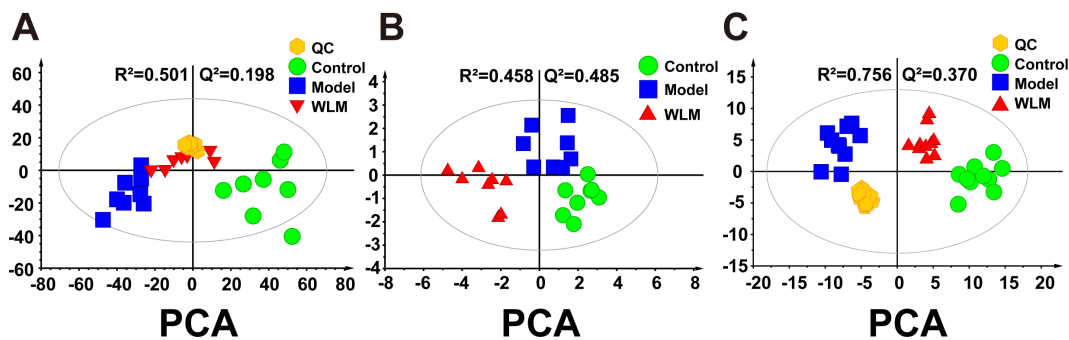 A
QC
Control
Model
WLM
R²=0.501 Q²=0.198
60
40
20
0
-20
-40
-60
-80 -40 0 20 40 60 80
PCA
B
Control
Model
WLM
R²=0.458 Q²=0.485
4
3
2
1
0
-1
-2
-3
-4
-8 -6 -4 -2 0 2 4 6 8
PCA
C
QC
Control
Model
WLM
R²=0.756 Q²=0.370
15
10
5
0
-5
-10
-15
-20 -15 -10 -5 0 5 10 15 20
PCA